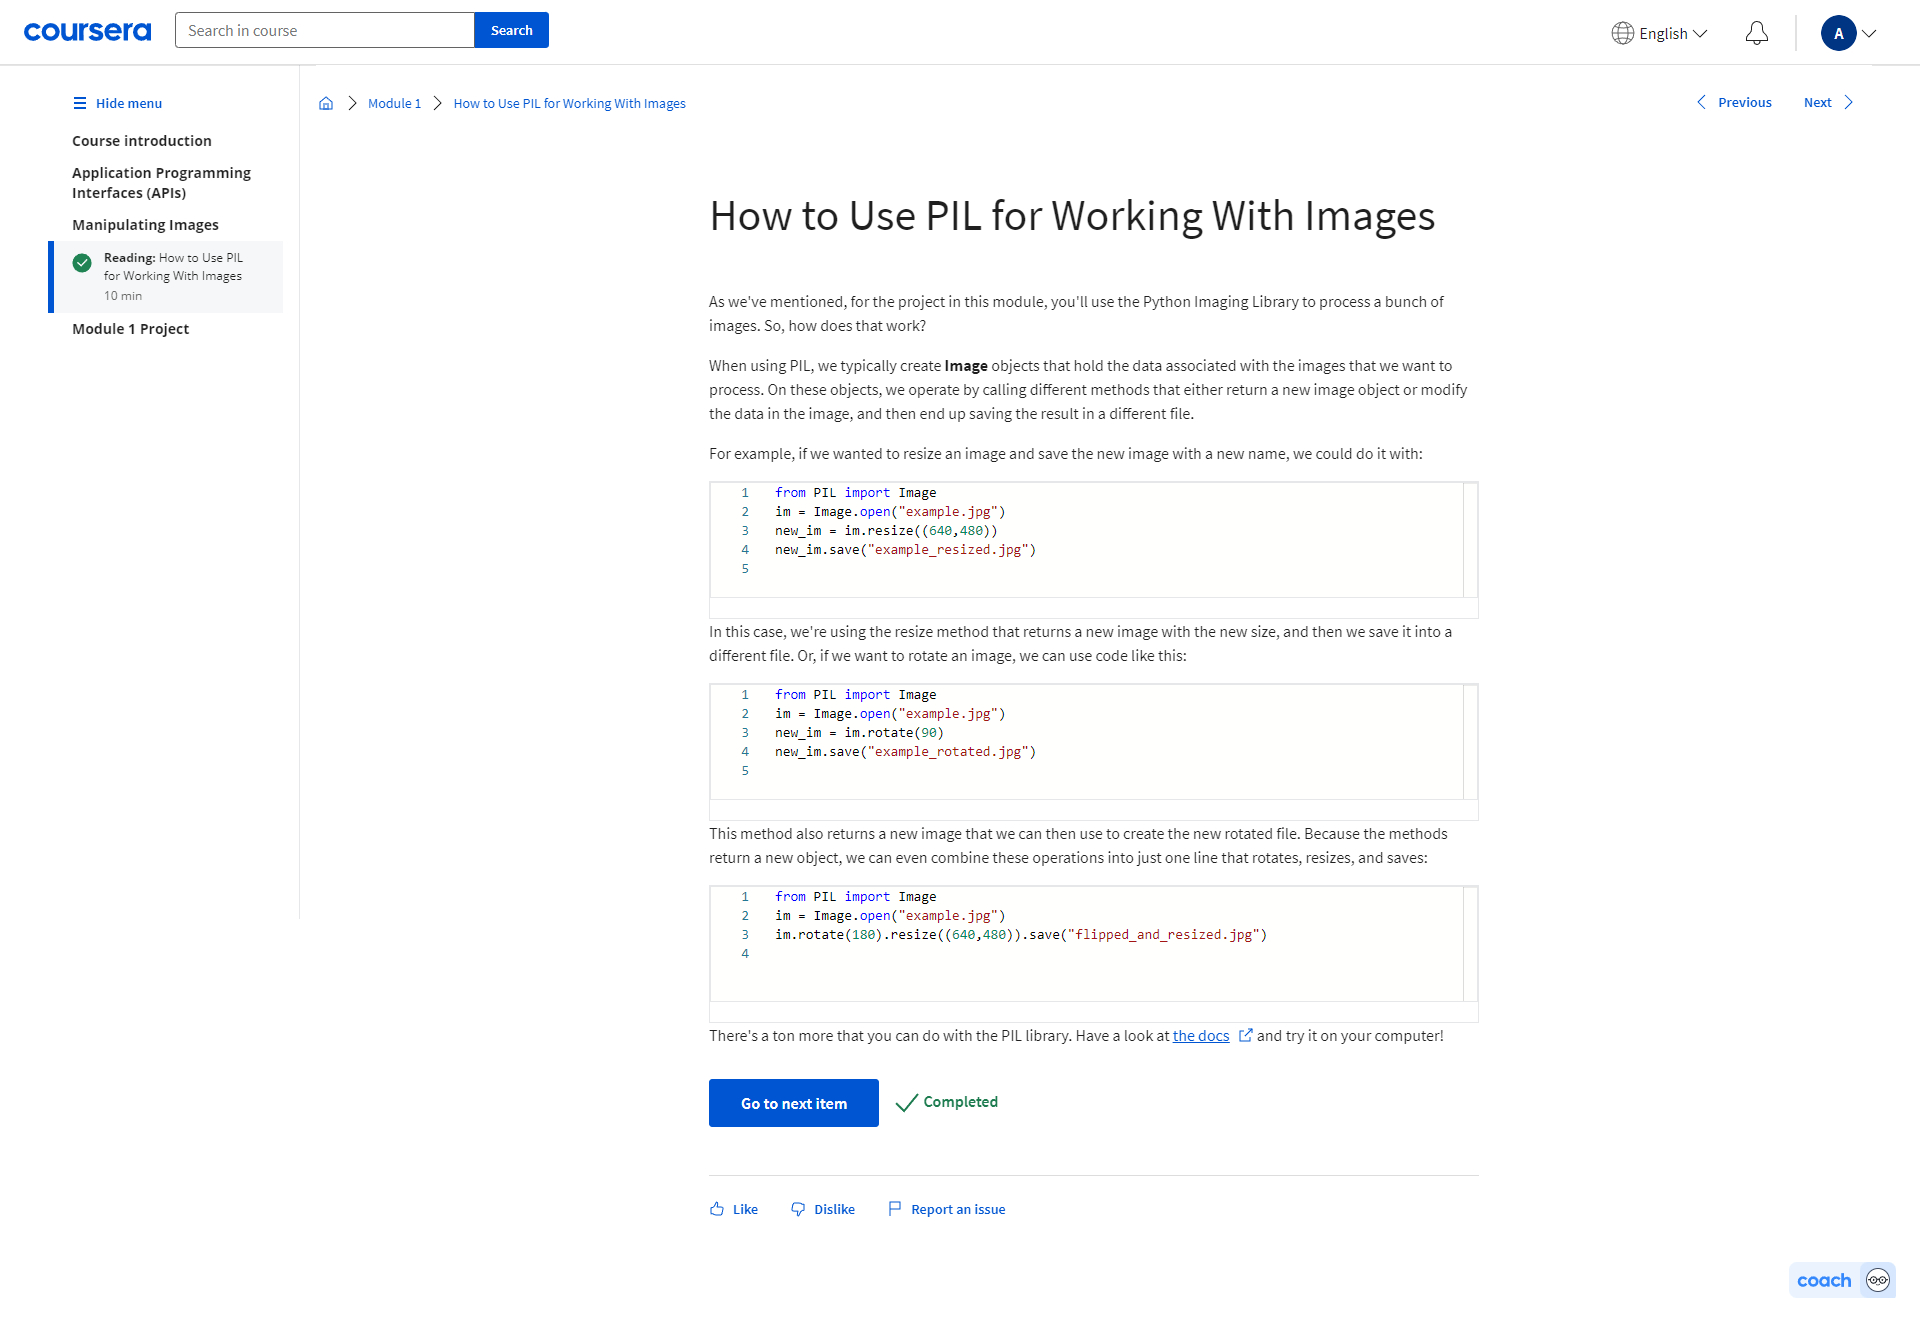 coursera
Search in course
Search
English
A
Hide menu
Course introduction
Application Programming
Interfaces (APIs)
Manipulating Images
Reading: How to Use PIL
for Working With Images
10 min
Module 1 Project
Module 1
How to Use PIL for Working With Images
Previous
Next
How to Use PIL for Working With Images
As we've mentioned, for the project in this module, you'll use the Python Imaging Library to process a bunch of
images. So, how does that work?
When using PIL, we typically create Image objects that hold the data associated with the images that we want to
process. On these objects, we operate by calling different methods that either return a new image object or modify
the data in the image, and then end up saving the result in a different file.
For example, if we wanted to resize an image and save the new image with a new name, we could do it with:
1 from PIL import Image
2 im = Image.open("example.jpg")
3 new_im = im.resize((640,480))
4 new_im.save("example_resized.jpg")
5
In this case, we're using the resize method that returns a new image with the new size, and then we save it into a
different file. Or, if we want to rotate an image, we can use code like this:
1 from PIL import Image
2 im = Image.open("example.jpg")
3 new_im = im.rotate(90)
4 new_im.save("example_rotated.jpg")
5
This method also returns a new image that we can then use to create the new rotated file. Because the methods
return a new object, we can even combine these operations into just one line that rotates, resizes, and saves:
1 from PIL import Image
2 im = Image.open("example.jpg")
3 im.rotate(180).resize((640,480)).save("flipped_and_resized.jpg")
4
There's a ton more that you can do with the PIL library. Have a look at the docs and try it on your computer!
Go to next item
Completed
Like
Dislike
Report an issue
coach